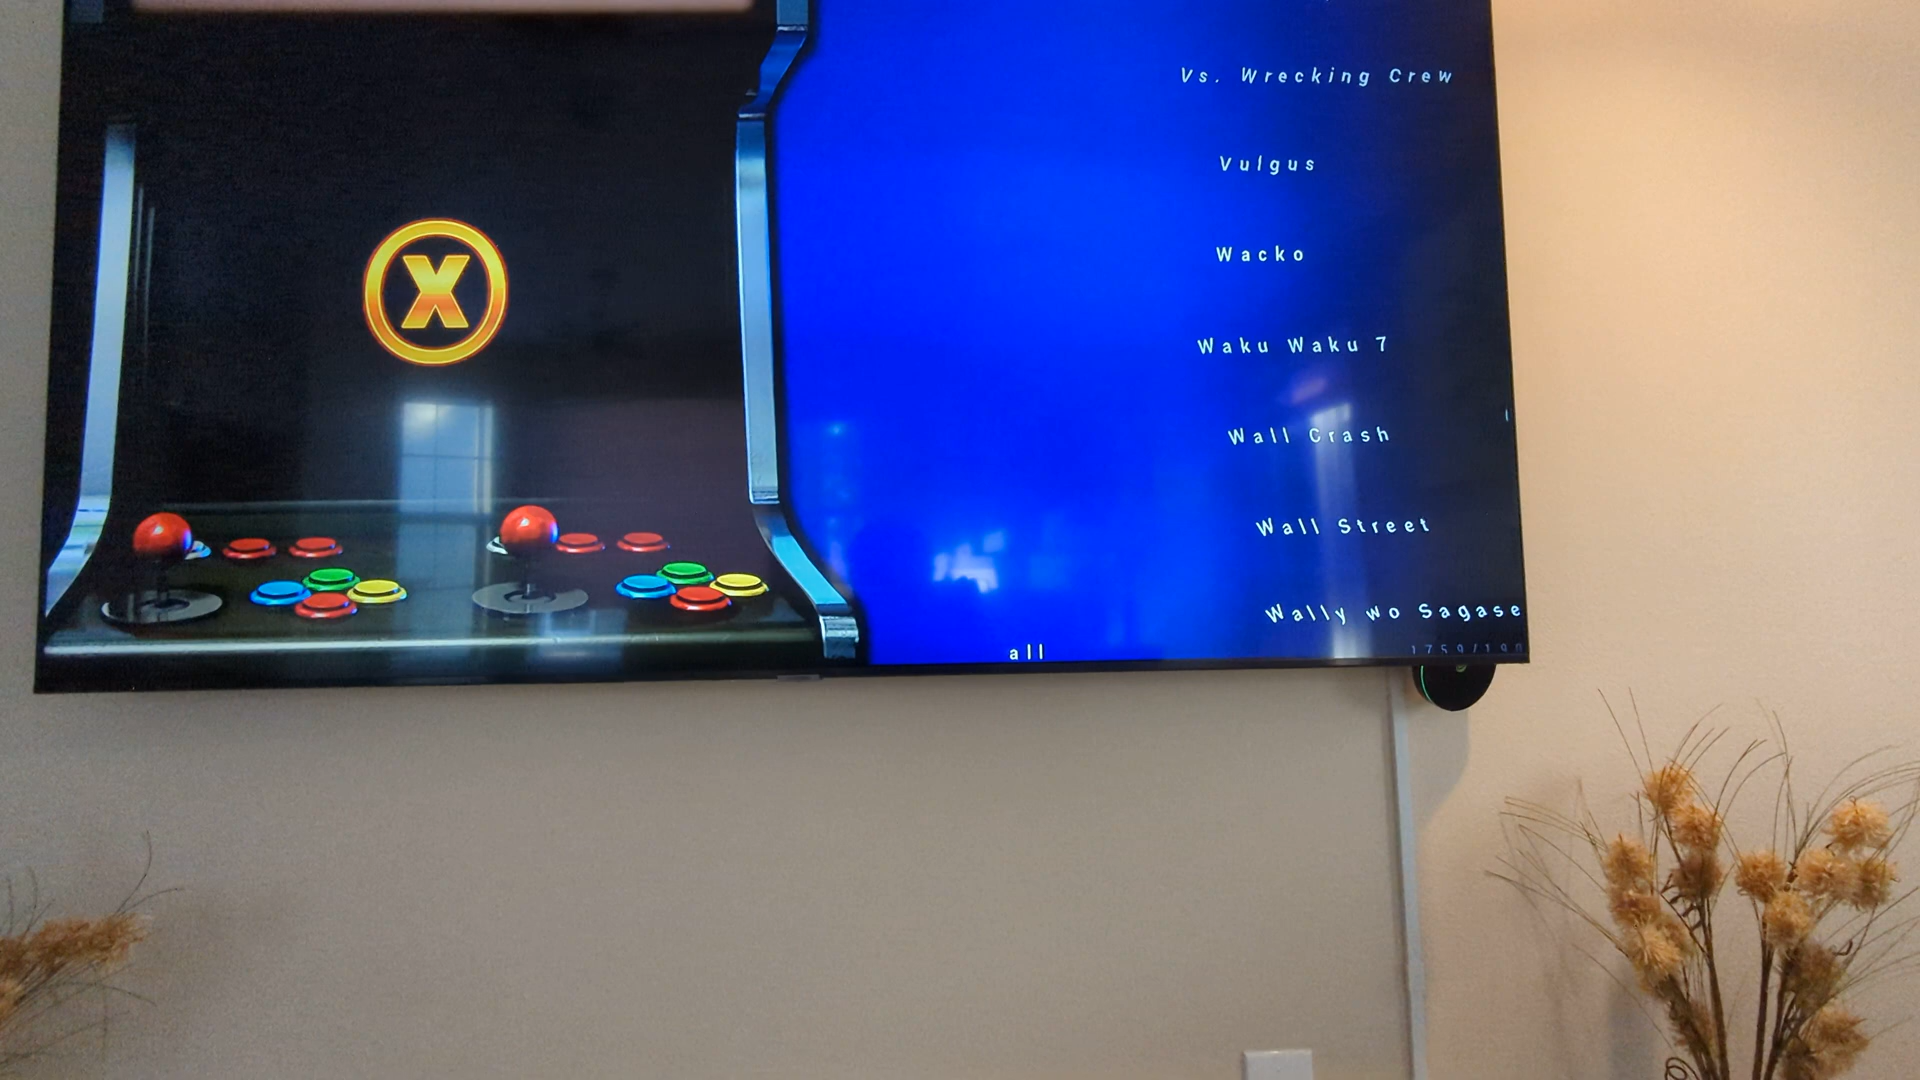 Vs. Wrecking Crew
Vulgus
Wacko
Waku Waku 7
Wall Crash
Wall Street
Wally wo Sagase
all
X